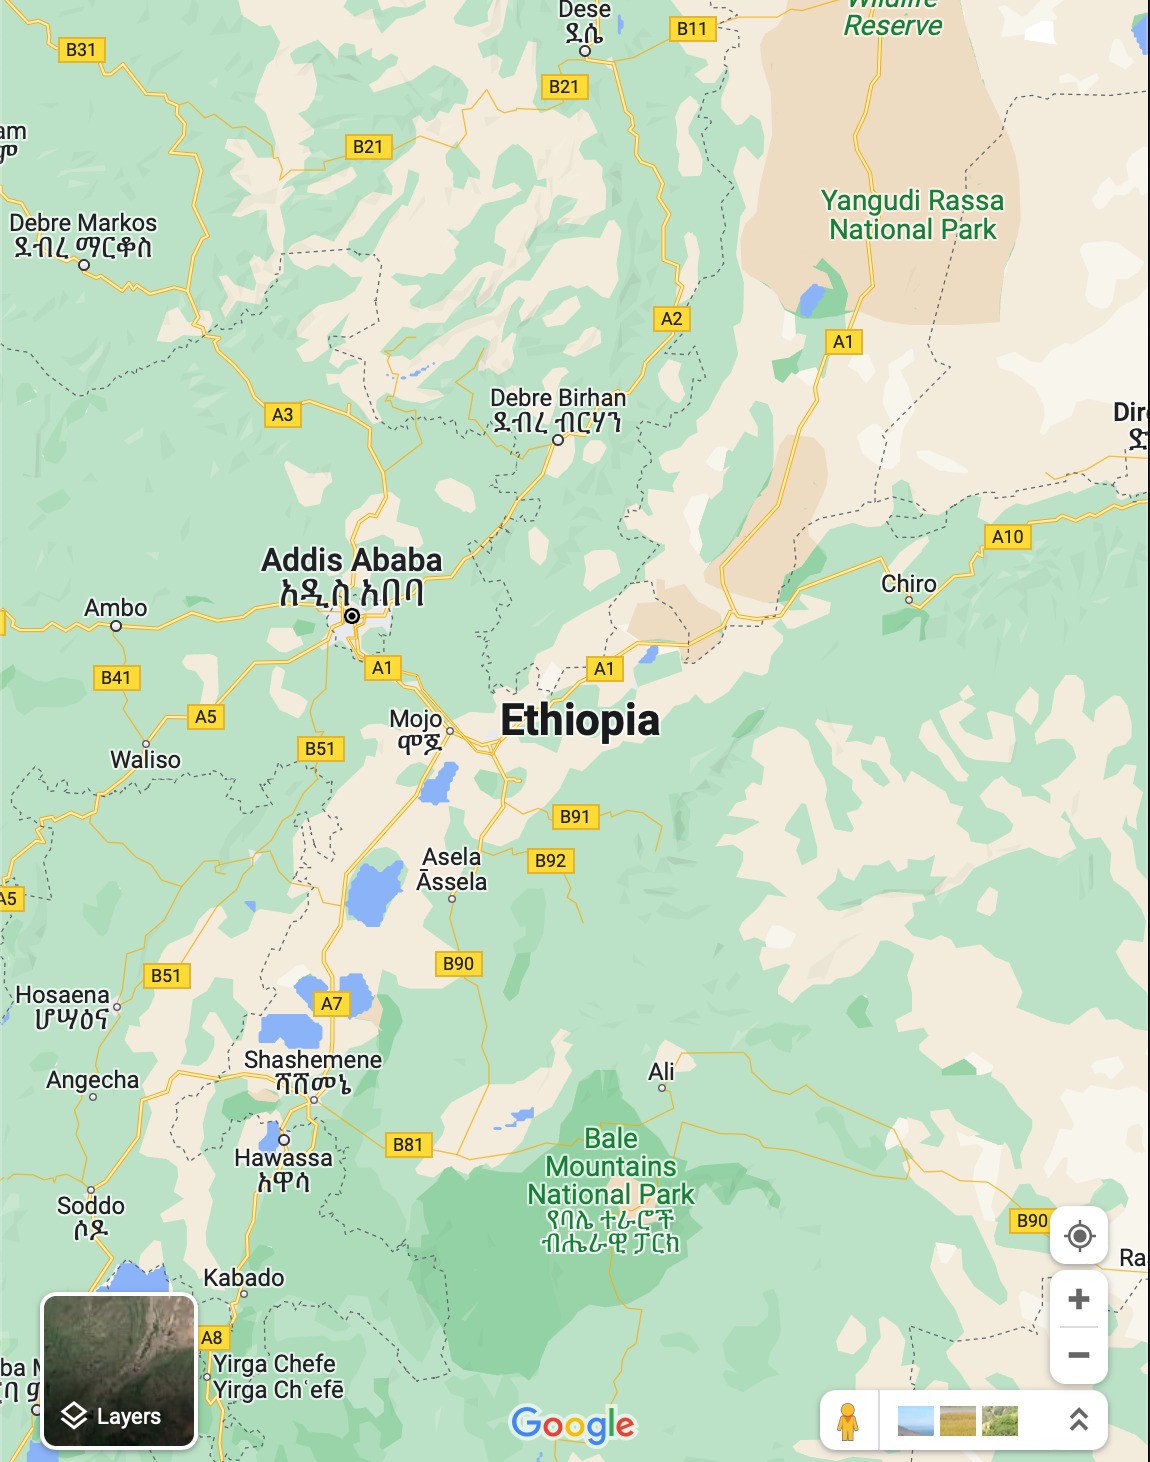 Dese
ደሴ
Wildlife
Reserve
B11
B31
B21
B21
am
ም
Yangudi Rassa
National Park
Debre Markos
ደብረ ማርቆስ
A2
A1
Debre Birhan
ደብረ ብርሃን
A3
Dir
ድ
A10
Addis Ababa
አዲስ አበባ
Chiro
Ambo
A1
A1
B41
A5
Mojo
ሞጆ
Ethiopia
B51
Waliso
B91
Asela
Āssela
B92
A5
B90
B51
Hosaena
ሆሣዕና
A7
Shashemene
ሻሸመኔ
Angecha
Ali
B81
Bale
Mountains
National Park
የባሌ ተራሮች
ብሔራዊ ፓርክ
Hawassa
አዋሳ
Soddo
ሶዶ
B90
Ra
Kabado
A8
Yirga Chefe
Yirga Ch‘efē
ba M
Layers
Google